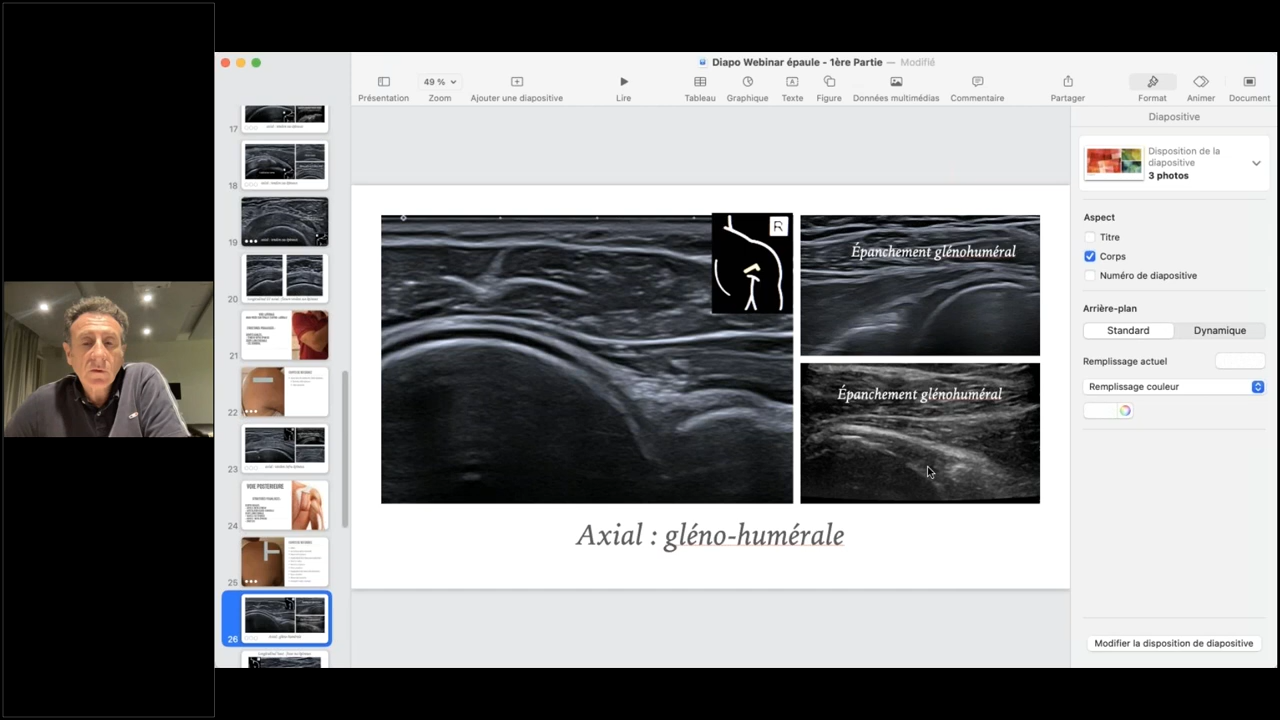 Diapo Webinar épaule - 1ère Partie — Modifié
49 %
Présentation
Zoom
Ajouter une diapositive
Lire
Tableau
Graphique
Texte
Figure
Données multimédias
Commentaire
Partager
Format
Animer
Document
17
18
19
20
21
22
23
24
VOIE POSTÉRIEURE
25
26
R
Épanchement glénohuméral
Épanchement glénohuméral
Axial : gléno-humérale
Diapositive
Disposition de la
diapositive
3 photos
Aspect
Titre
Corps
Numéro de diapositive
Arrière-plan
Standard
Dynamique
Remplissage actuel
Remplissage couleur
Modifier la disposition de diapositive